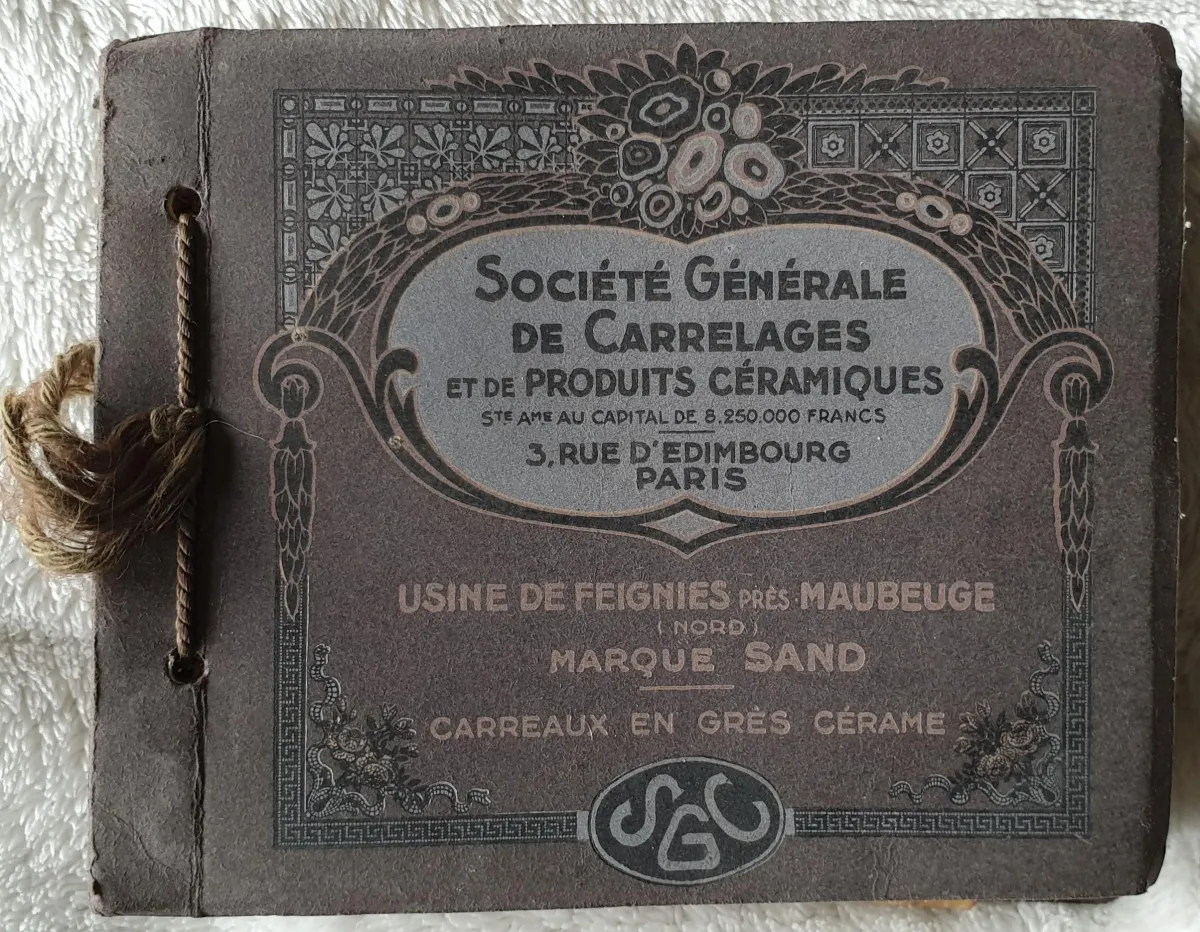 Société Générale
de Carrelages
et de produits céramiques
Sᵗᵉ Aᵐᵉ au capital de 8.250.000 francs
3, rue d'Edimbourg
Paris
USINE DE FEIGNIES PRÈS MAUBEUGE
(NORD)
MARQUE SAND
CARREAUX EN GRÈS CÉRAME
SGC